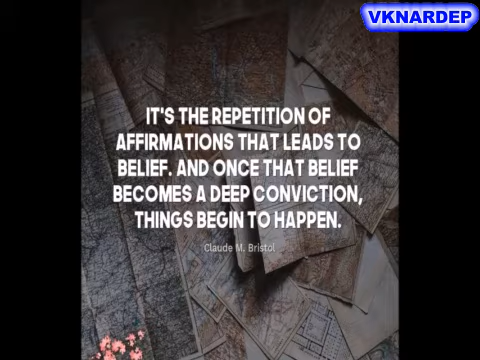 VKNARDEP
IT'S THE REPETITION OF
AFFIRMATIONS THAT LEADS TO
BELIEF. AND ONCE THAT BELIEF
BECOMES A DEEP CONVICTION,
THINGS BEGIN TO HAPPEN.
Claude M. Bristol